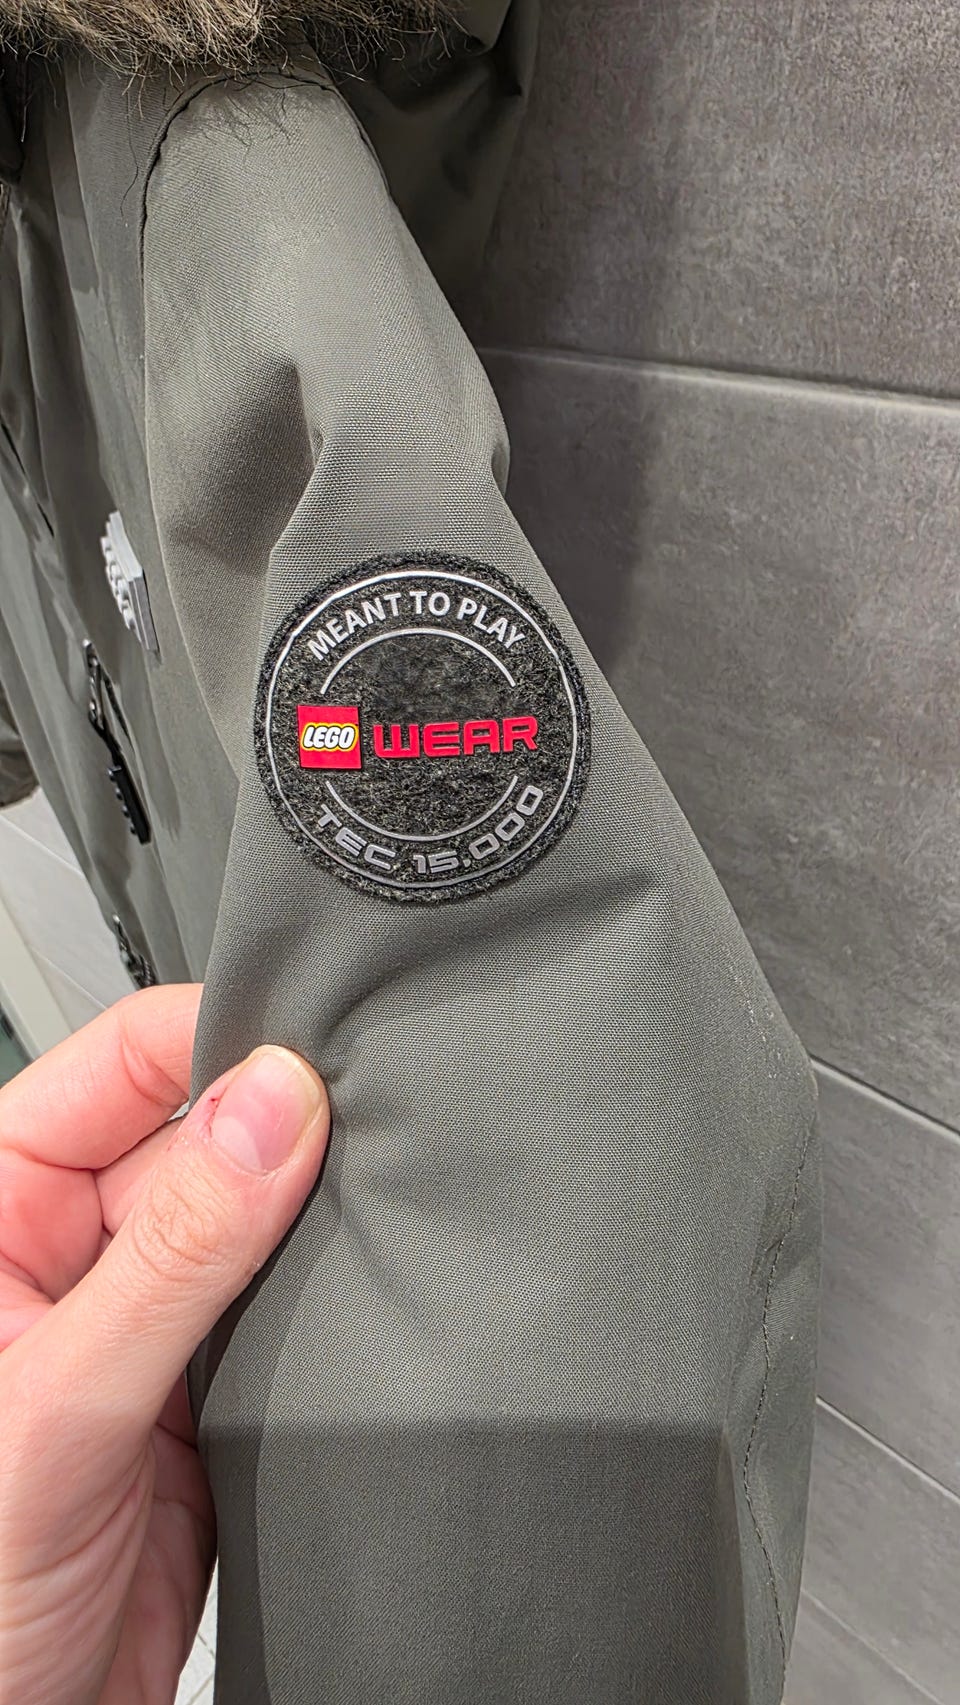 MEANT TO PLAY
LEGO WEAR
TEC 15.000